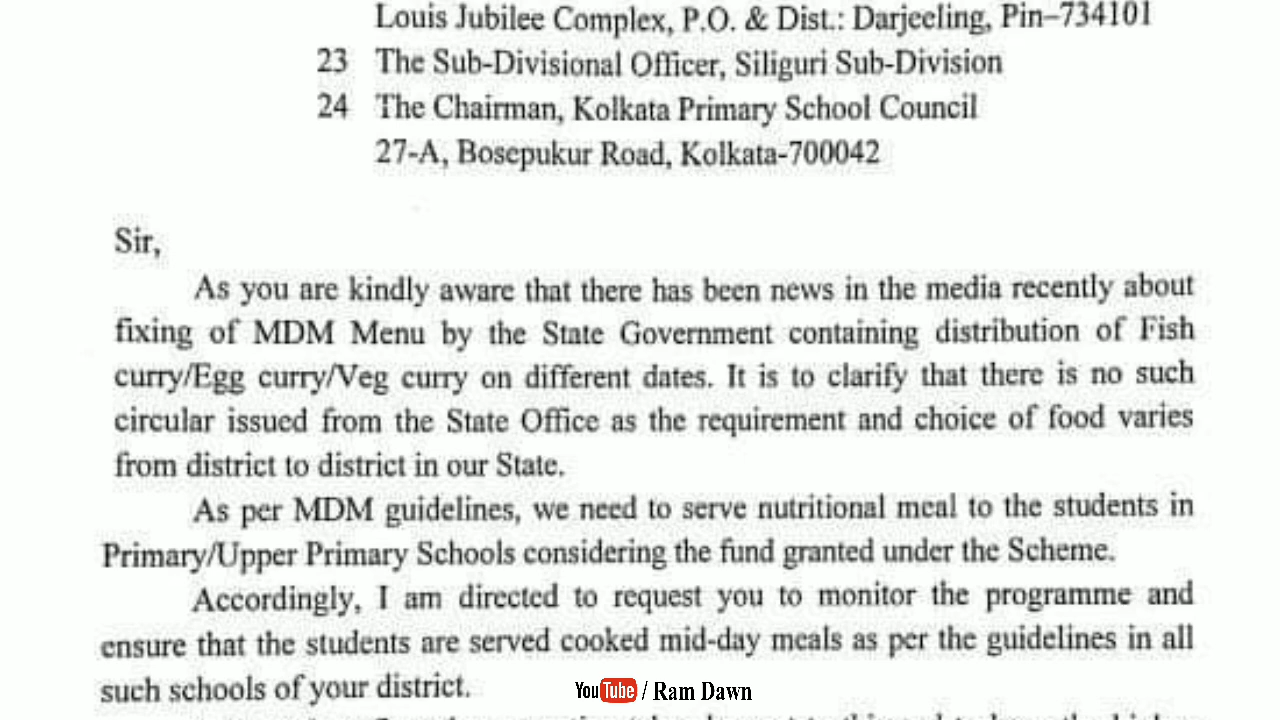 Louis Jubilee Complex, P.O. & Dist.: Darjeeling, Pin–734101
23 The Sub-Divisional Officer, Siliguri Sub-Division
24 The Chairman, Kolkata Primary School Council
27-A, Bosepukur Road, Kolkata-700042
Sir,
As you are kindly aware that there has been news in the media recently about
fixing of MDM Menu by the State Government containing distribution of Fish
curry/Egg curry/Veg curry on different dates. It is to clarify that there is no such
circular issued from the State Office as the requirement and choice of food varies
from district to district in our State.
As per MDM guidelines, we need to serve nutritional meal to the students in
Primary/Upper Primary Schools considering the fund granted under the Scheme.
Accordingly, I am directed to request you to monitor the programme and
ensure that the students are served cooked mid-day meals as per the guidelines in all
such schools of your district.
YouTube / Ram Dawn